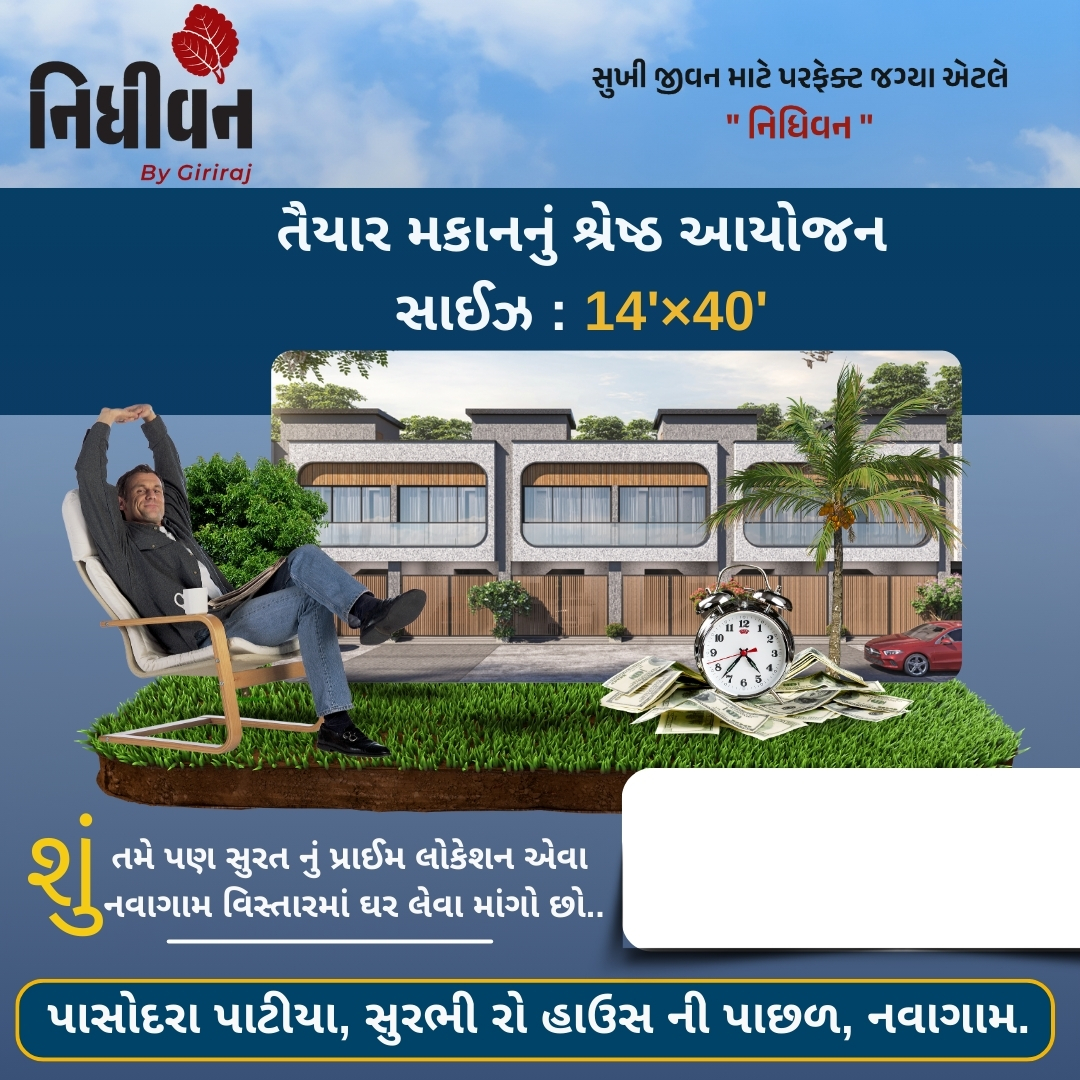 નિધીવન
By Giriraj
સુખી જીવન માટે પરફેક્ટ જગ્યા એટલે
" નિધિવન "
તૈયાર મકાનનું શ્રેષ્ઠ આયોજન
સાઈઝ : 14'×40'
શું તમે પણ સુરત નું પ્રાઈમ લોકેશન એવા
નવાગામ વિસ્તારમાં ઘર લેવા માંગો છો..
પાસોદરા પાટીયા, સુરભી રો હાઉસ ની પાછળ, નવાગામ.